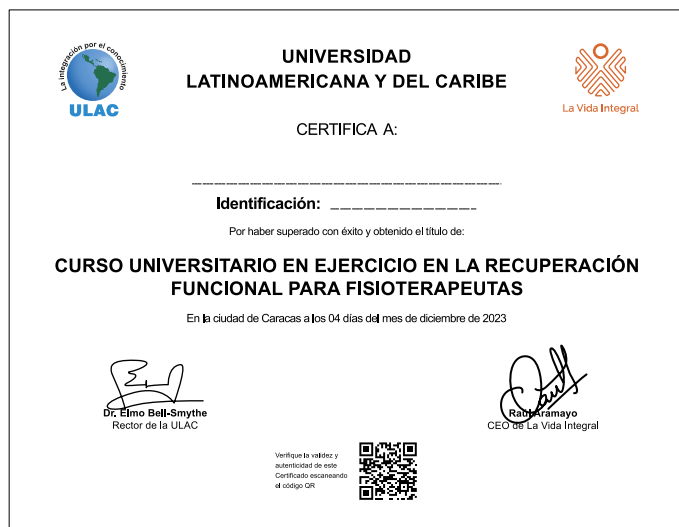 La integración por el conocimiento
ULAC
UNIVERSIDAD
LATINOAMERICANA Y DEL CARIBE
La Vida Integral
CERTIFICA A:
Identificación:
Por haber superado con éxito y obtenido el título de:
CURSO UNIVERSITARIO EN EJERCICIO EN LA RECUPERACIÓN
FUNCIONAL PARA FISIOTERAPEUTAS
En la ciudad de Caracas a los 04 días del mes de diciembre de 2023
Dr. Elmo Bell-Smythe
Rector de la ULAC
Raúl Aramayo
CEO de La Vida Integral
Verifique la validez y
autenticidad de este
Certificado escaneando
el código QR